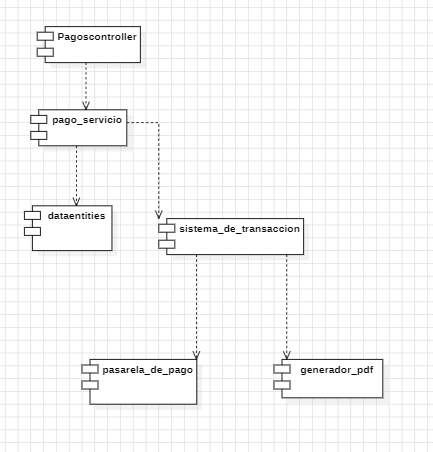 Pagoscontroller
pago_servicio
dataentities
sistema_de_transaccion
pasarela_de_pago
generador_pdf